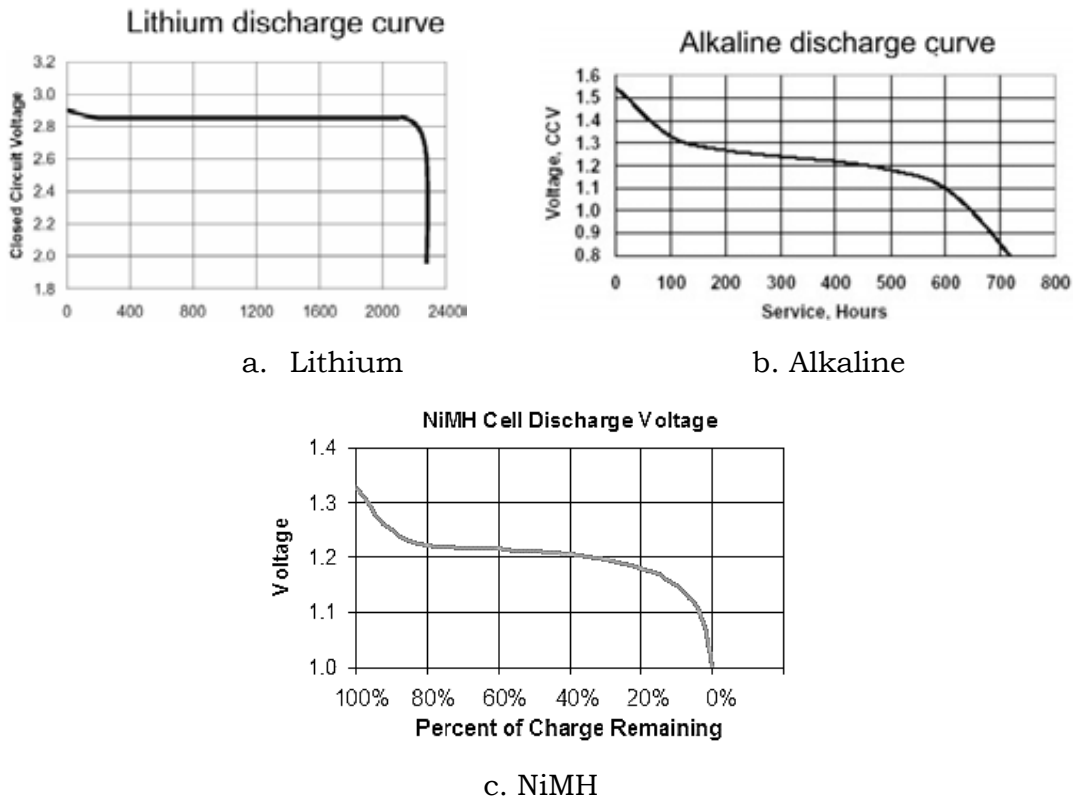 Lithium discharge curve
Closed Circuit Voltage
3.2
3.0
2.8
2.6
2.4
2.2
2.0
1.8
0 400 800 1200 1600 2000 2400
a. Lithium
Alkaline discharge curve
Voltage, CCV
1.6
1.5
1.4
1.3
1.2
1.1
1.0
0.9
0.8
0 100 200 300 400 500 600 700 800
Service, Hours
b. Alkaline
NiMH Cell Discharge Voltage
Voltage
1.4
1.3
1.2
1.1
1.0
100% 80% 60% 40% 20% 0%
Percent of Charge Remaining
c. NiMH